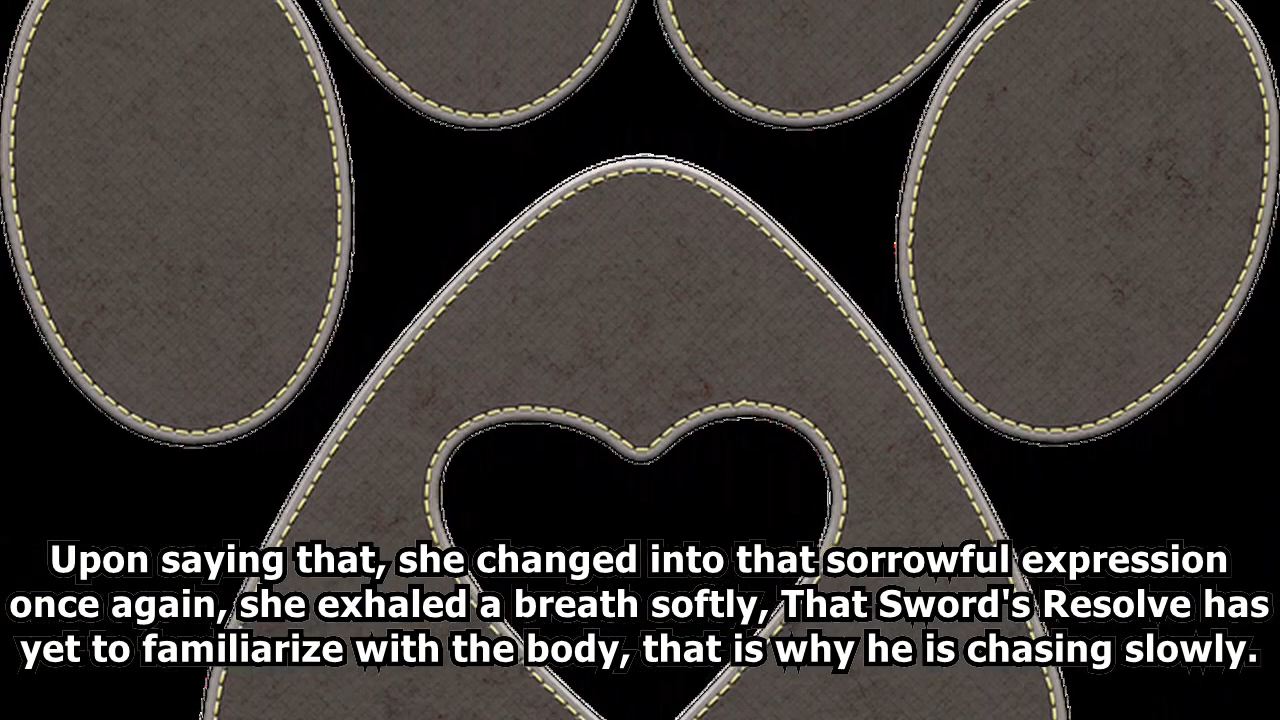 Upon saying that, she changed into that sorrowful expression
once again, she exhaled a breath softly, That Sword's Resolve has
yet to familiarize with the body, that is why he is chasing slowly.